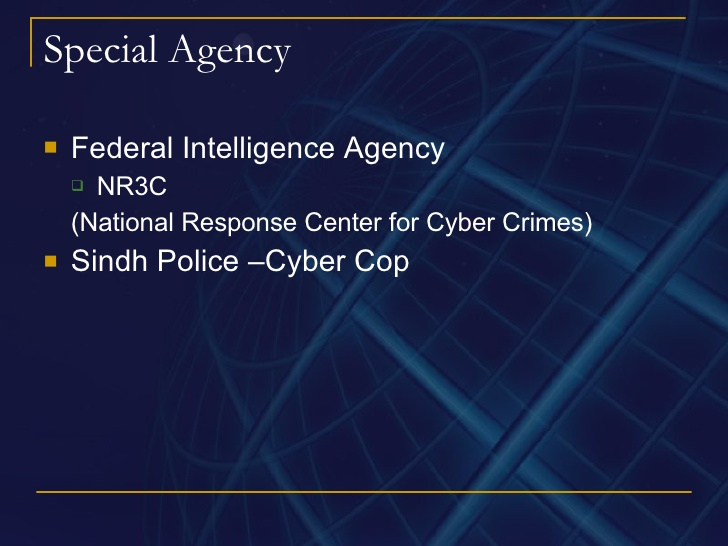 Special Agency
Federal Intelligence Agency
NR3C
(National Response Center for Cyber Crimes)
Sindh Police –Cyber Cop